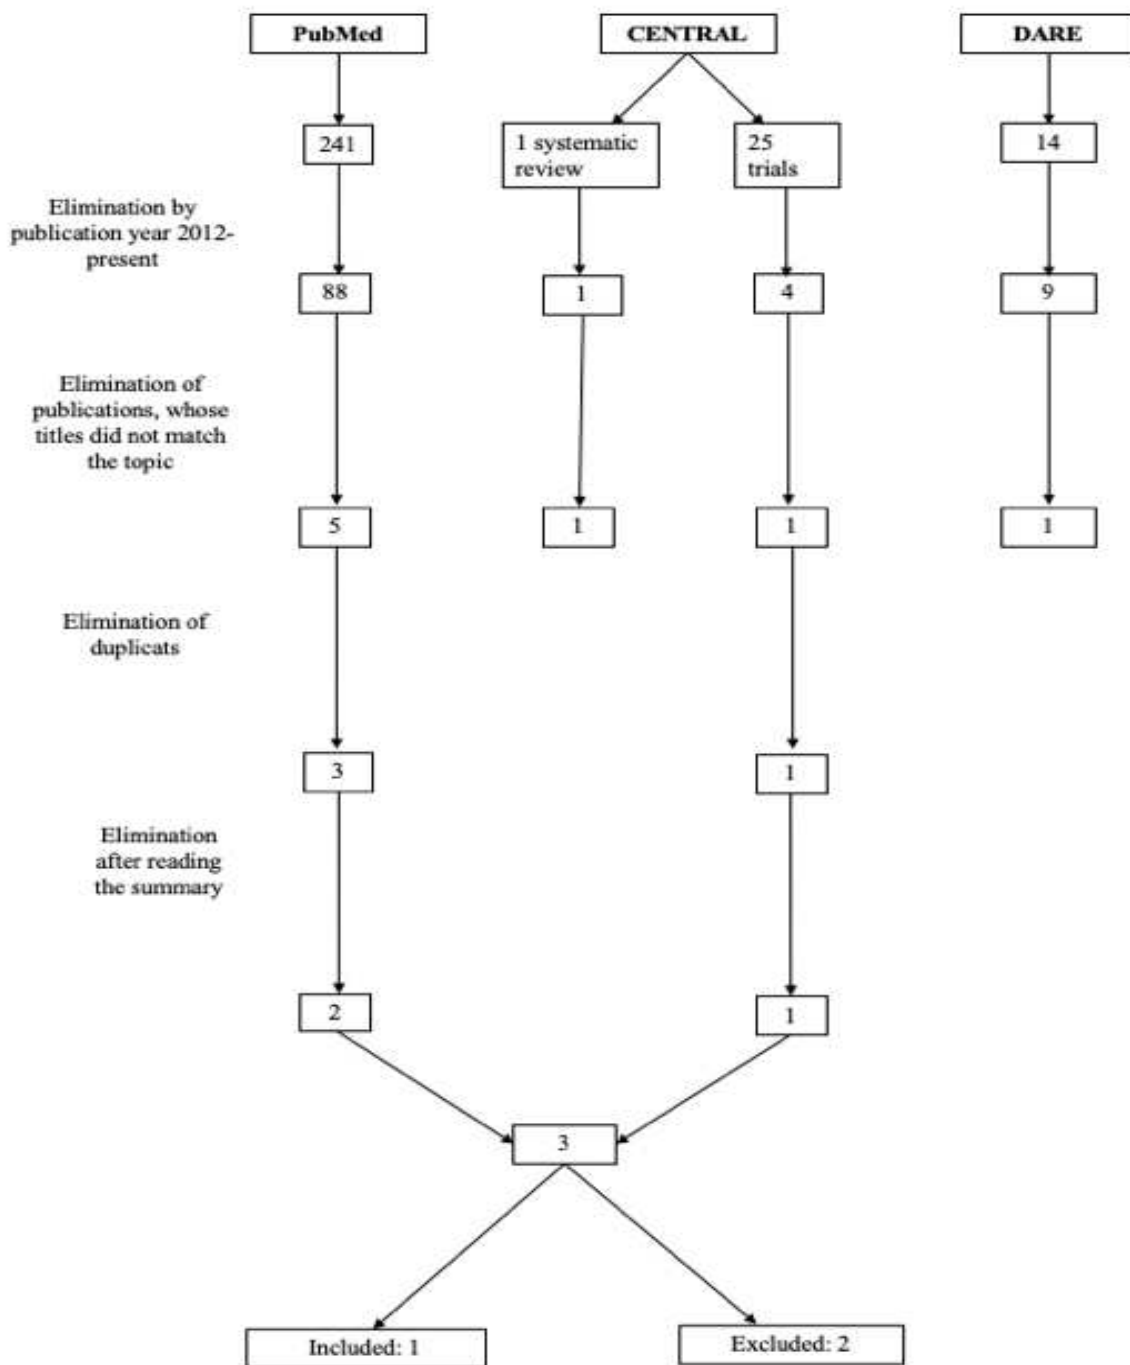 PubMed
CENTRAL
DARE
241
1 systematic
review
25
trials
14
Elimination by
publication year 2012-
present
88
1
4
9
Elimination of
publications, whose
titles did not match
the topic
5
1
1
1
Elimination of
duplicats
3
1
Elimination
after reading
the summary
2
1
3
Included: 1
Excluded: 2